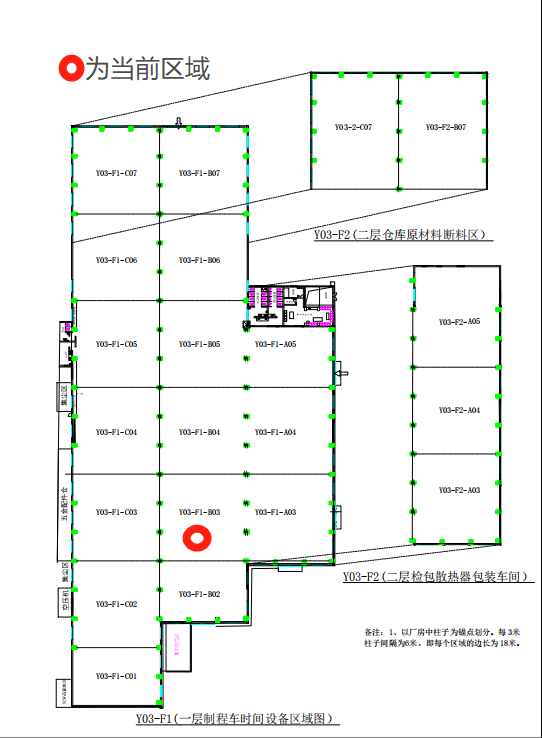 为当前区域
Y03-2-C07 Y03-F2-B07
Y03-F1-C07 Y03-F1-B07
Y03-F2(二层仓库原材料断料区)
Y03-F1-C06 Y03-F1-B06
Y03-F2-A05
Y03-F1-C05 Y03-F1-B05 Y03-F1-A05
集尘区
Y03-F2-A04
Y03-F1-C04 Y03-F1-B04 Y03-F1-A04
Y03-F2-A03
五金配件仓
Y03-F1-C03 Y03-F1-B03 Y03-F1-A03
集尘区
Y03-F2(二层检包散热器包装车间)
空压机
Y03-F1-C02 Y03-F1-B02
备注: 1、以厂房中柱子为锚点划分。每3米
柱子间隔为6米,即每个区域的边长为18米。
Y03-F1-C01
Y03-F1(一层制程车时间设备区域图)